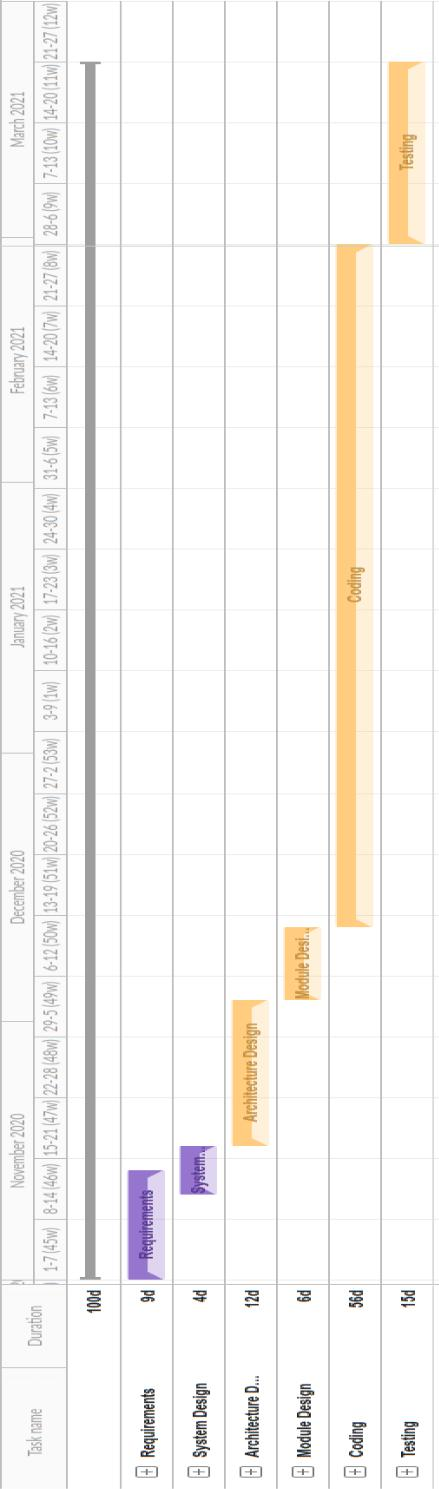 Task name Duration November 2020 December 2020 January 2021 February 2021 March 2021
1-7 (45w) 8-14 (46w) 15-21 (47w) 22-28 (48w) 29-5 (49w) 6-12 (50w) 13-19 (51w) 20-26 (52w) 27-2 (53w) 3-9 (1w) 10-16 (2w) 17-23 (3w) 24-30 (4w) 31-6 (5w) 7-13 (6w) 14-20 (7w) 21-27 (8w) 28-6 (9w) 7-13 (10w) 14-20 (11w) 21-27 (12w)
100d
Requirements 9d Requirements
System Design 4d System...
Architecture D... 12d Architecture Design
Module Design 6d Module Desi...
Coding 56d Coding
Testing 15d Testing